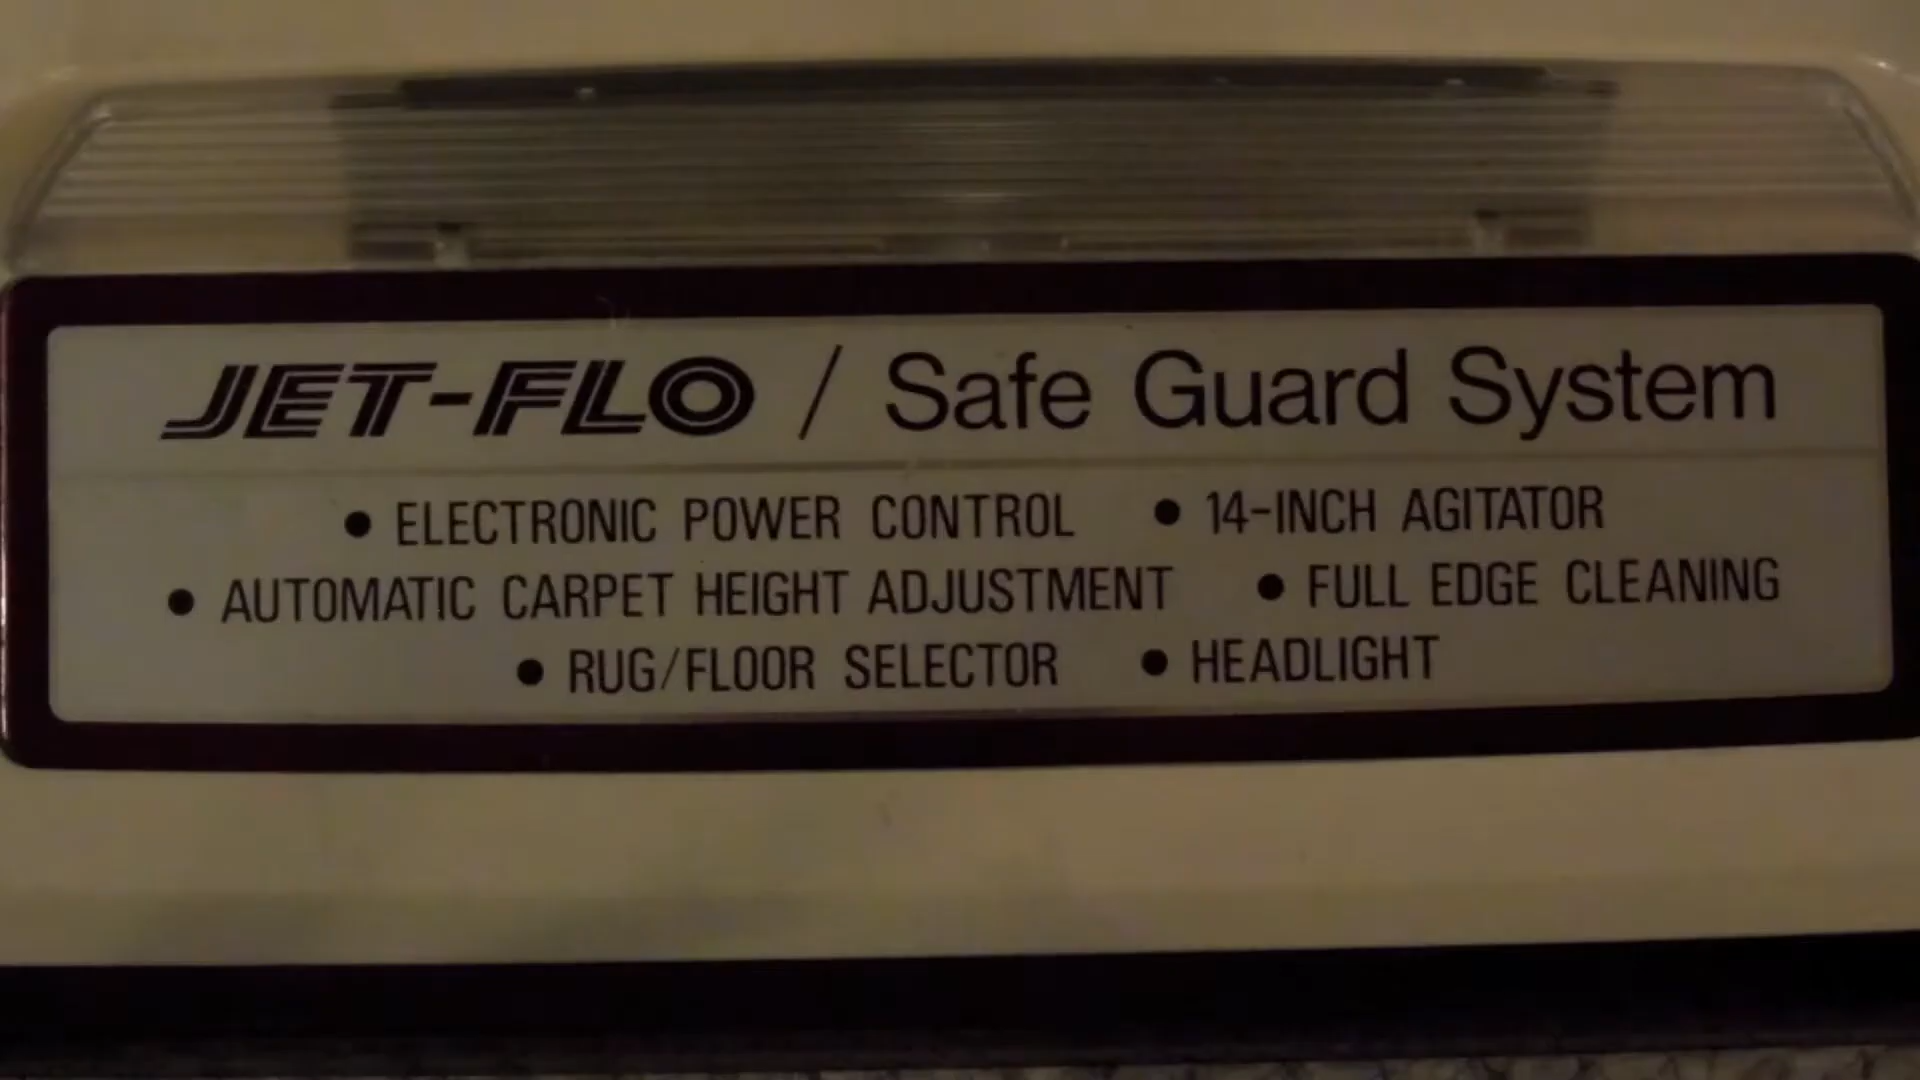 JET-FLO / Safe Guard System
• ELECTRONIC POWER CONTROL • 14-INCH AGITATOR
• AUTOMATIC CARPET HEIGHT ADJUSTMENT • FULL EDGE CLEANING
• RUG/FLOOR SELECTOR • HEADLIGHT